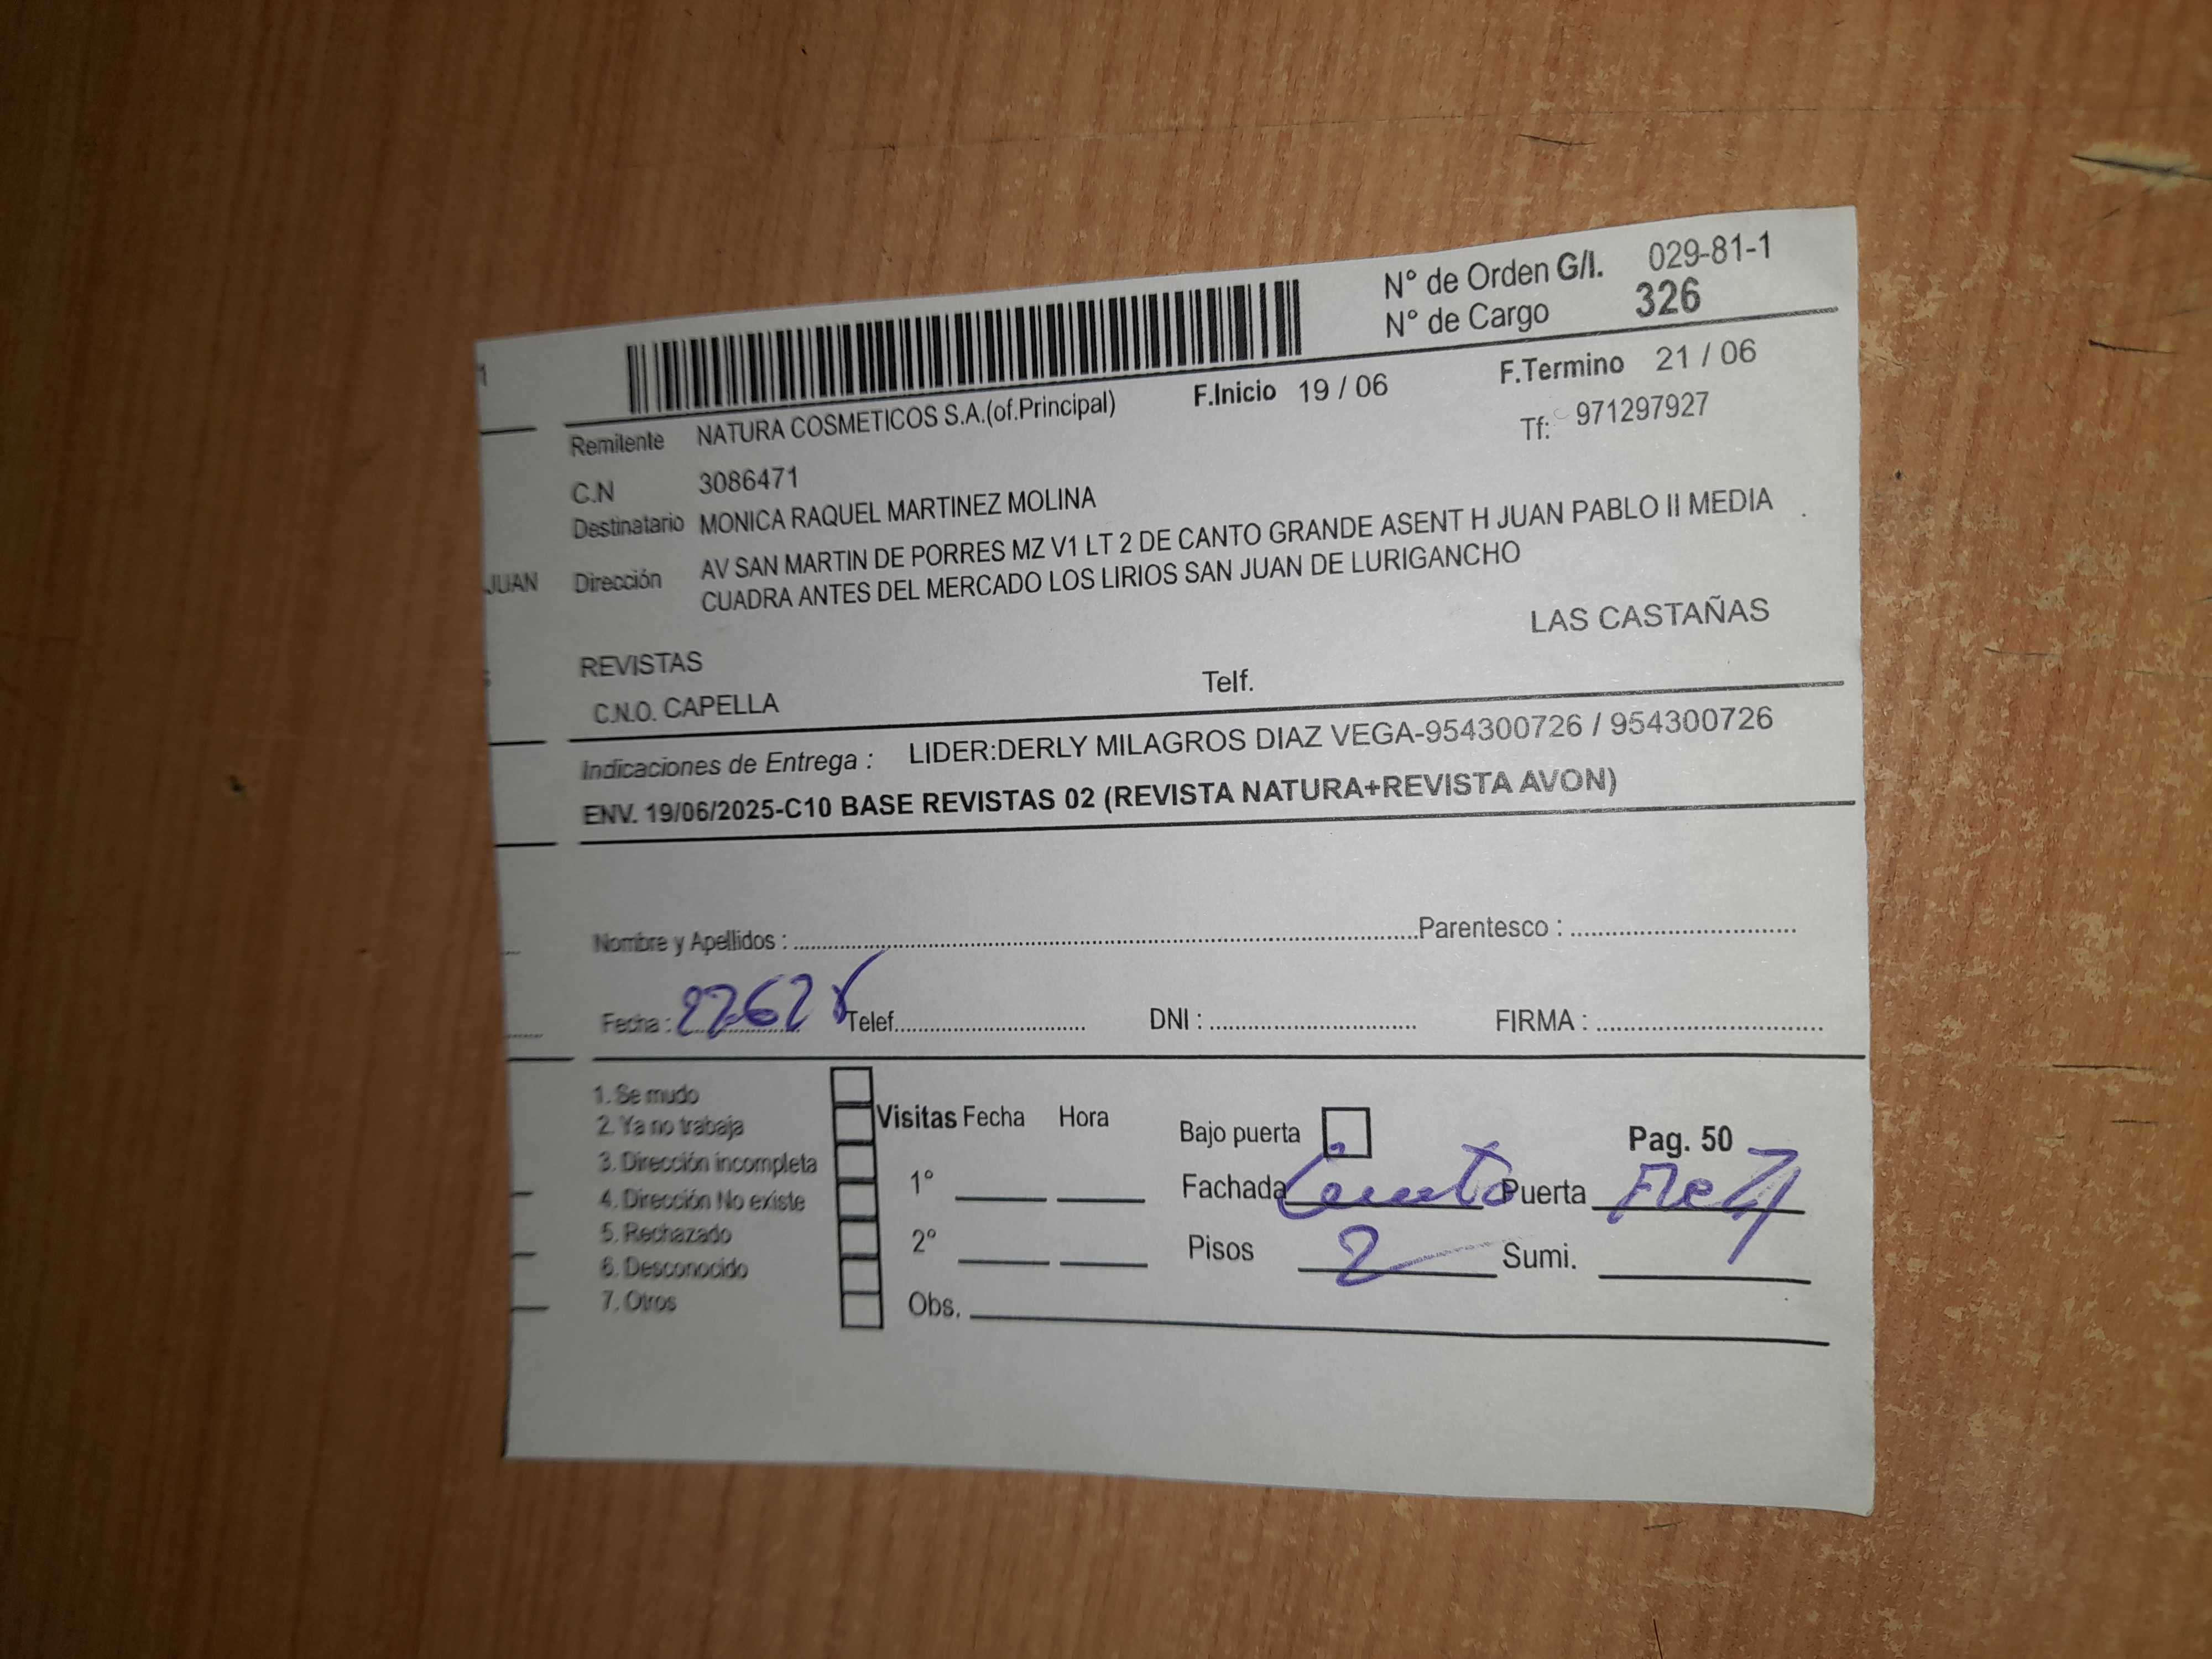 N° de Orden G/I. 029-81-1
N° de Cargo 326
F.Inicio 19 / 06 F.Termino 21 / 06
Remitente NATURA COSMETICOS S.A.(of.Principal) Tf: 971297927
C.N 3086471
Destinatario MONICA RAQUEL MARTINEZ MOLINA
JUAN Dirección AV SAN MARTIN DE PORRES MZ V1 LT 2 DE CANTO GRANDE ASENT H JUAN PABLO II MEDIA
CUADRA ANTES DEL MERCADO LOS LIRIOS SAN JUAN DE LURIGANCHO
LAS CASTAÑAS
REVISTAS
C.N.O. CAPELLA Telf.
Indicaciones de Entrega : LIDER:DERLY MILAGROS DIAZ VEGA-954300726 / 954300726
ENV. 19/06/2025-C10 BASE REVISTAS 02 (REVISTA NATURA+REVISTA AVON)
Nombre y Apellidos : Parentesco :
Fecha : Telef. DNI : FIRMA :
1. Se mudo
2. Ya no trabaja
3. Dirección incompleta
4. Dirección No existe
5. Rechazado
6. Desconocido
7. Otros
Visitas Fecha Hora
1°
2°
Obs.
Bajo puerta Pag. 50
Fachada Puerta
Pisos 2 Sumi.